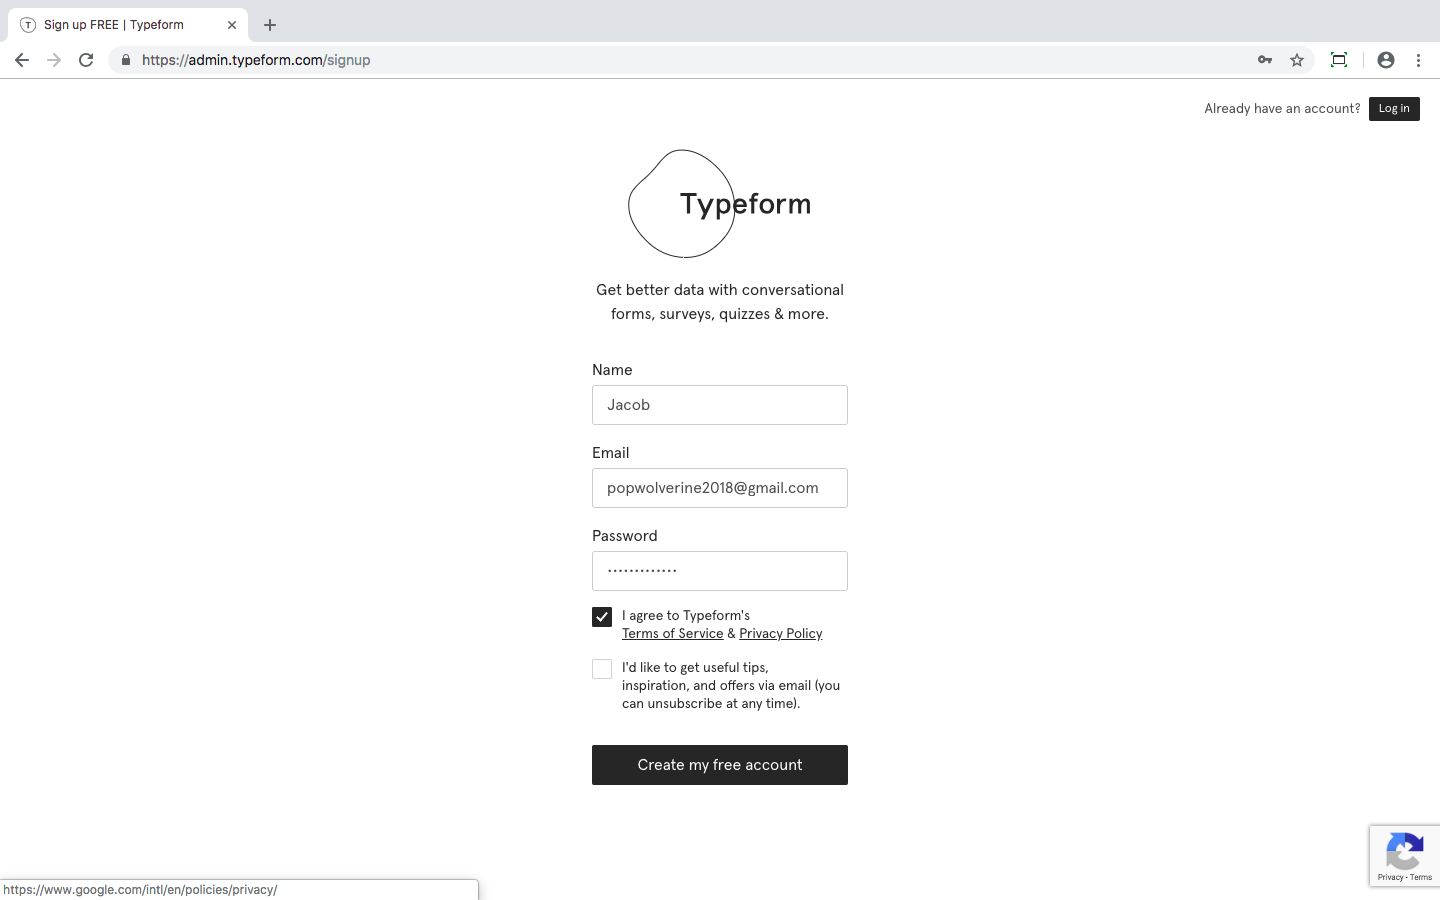 Sign up FREE | Typeform
https://admin.typeform.com/signup
Already have an account? Log in
Typeform
Get better data with conversational
forms, surveys, quizzes & more.
Name
Jacob
Email
popwolverine2018@gmail.com
Password
•••••••••••••
I agree to Typeform's
Terms of Service & Privacy Policy
I'd like to get useful tips,
inspiration, and offers via email (you
can unsubscribe at any time).
Create my free account
Privacy - Terms
https://www.google.com/intl/en/policies/privacy/